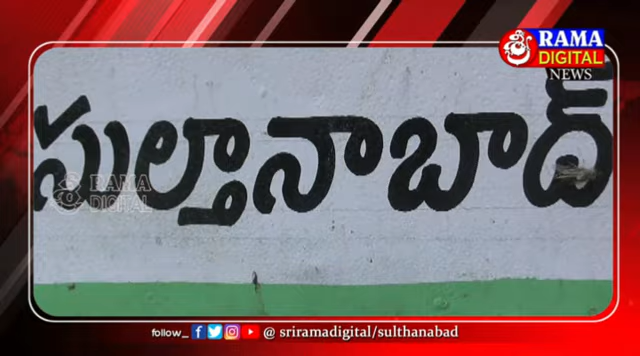 RAMA
DIGITAL
NEWS
సుల్తానాబాద్
RAMA
DIGITAL
follow_ @ sriramadigital/sulthanabad